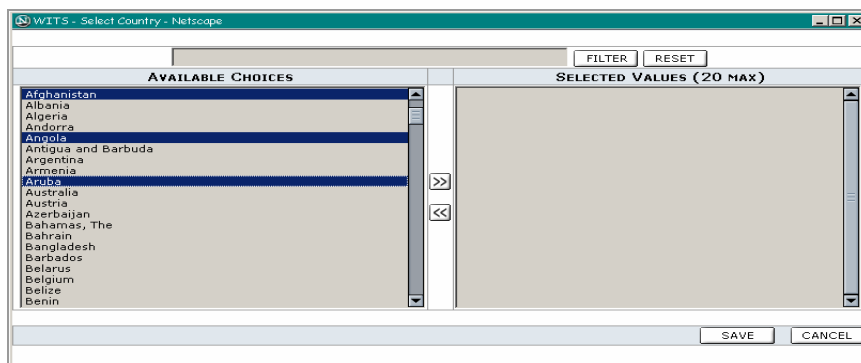 WITS - Select Country - Netscape
FILTER RESET
AVAILABLE CHOICES SELECTED VALUES (20 MAX)
Afghanistan
Albania
Algeria
Andorra
Angola
Antigua and Barbuda
Argentina
Armenia
Aruba
Australia
Austria
Azerbaijan
Bahamas, The
Bahrain
Bangladesh
Barbados
Belarus
Belgium
Belize
Benin
>>
<<
SAVE CANCEL